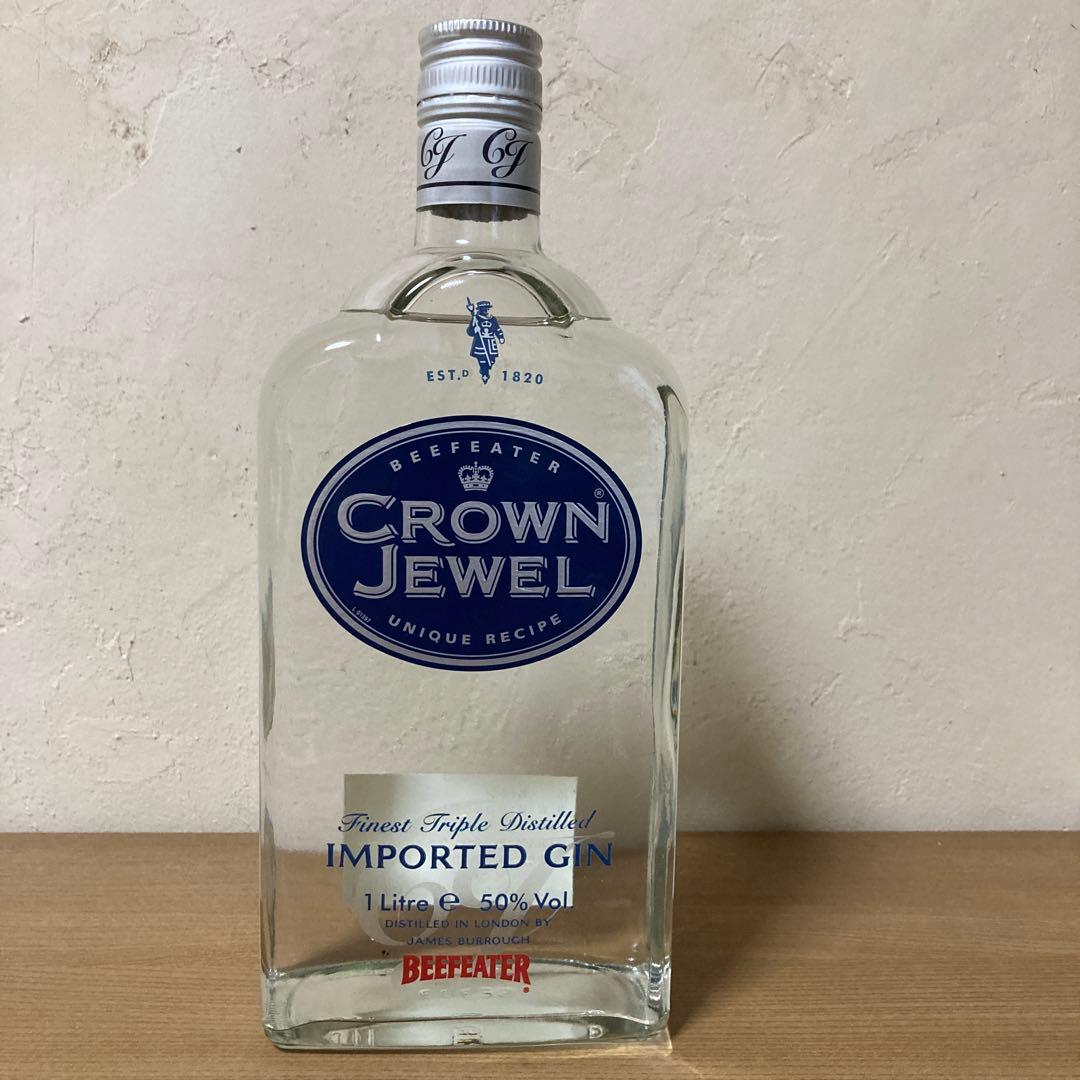 CJ CJ
EST.D 1820
BEEFEATER
CROWN®
JEWEL
UNIQUE RECIPE
Finest Triple Distilled
IMPORTED GIN
1 Litre e 50% Vol.
DISTILLED IN LONDON BY
JAMES BURROUGH
BEEFEATER